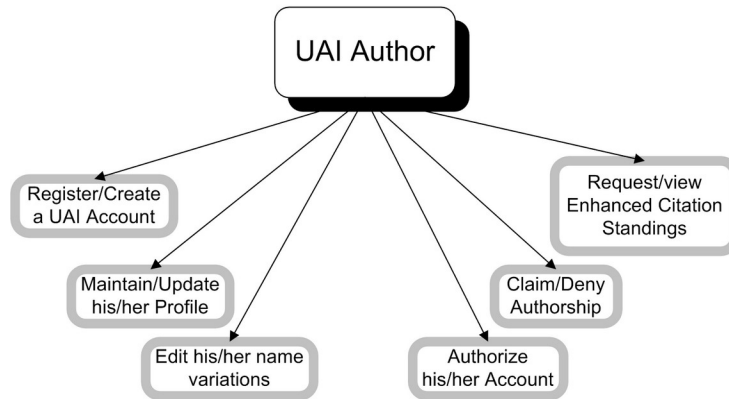 UAI Author
Register/Create
a UAI Account
Request/view
Enhanced Citation
Standings
Maintain/Update
his/her Profile
Claim/Deny
Authorship
Edit his/her name
variations
Authorize
his/her Account